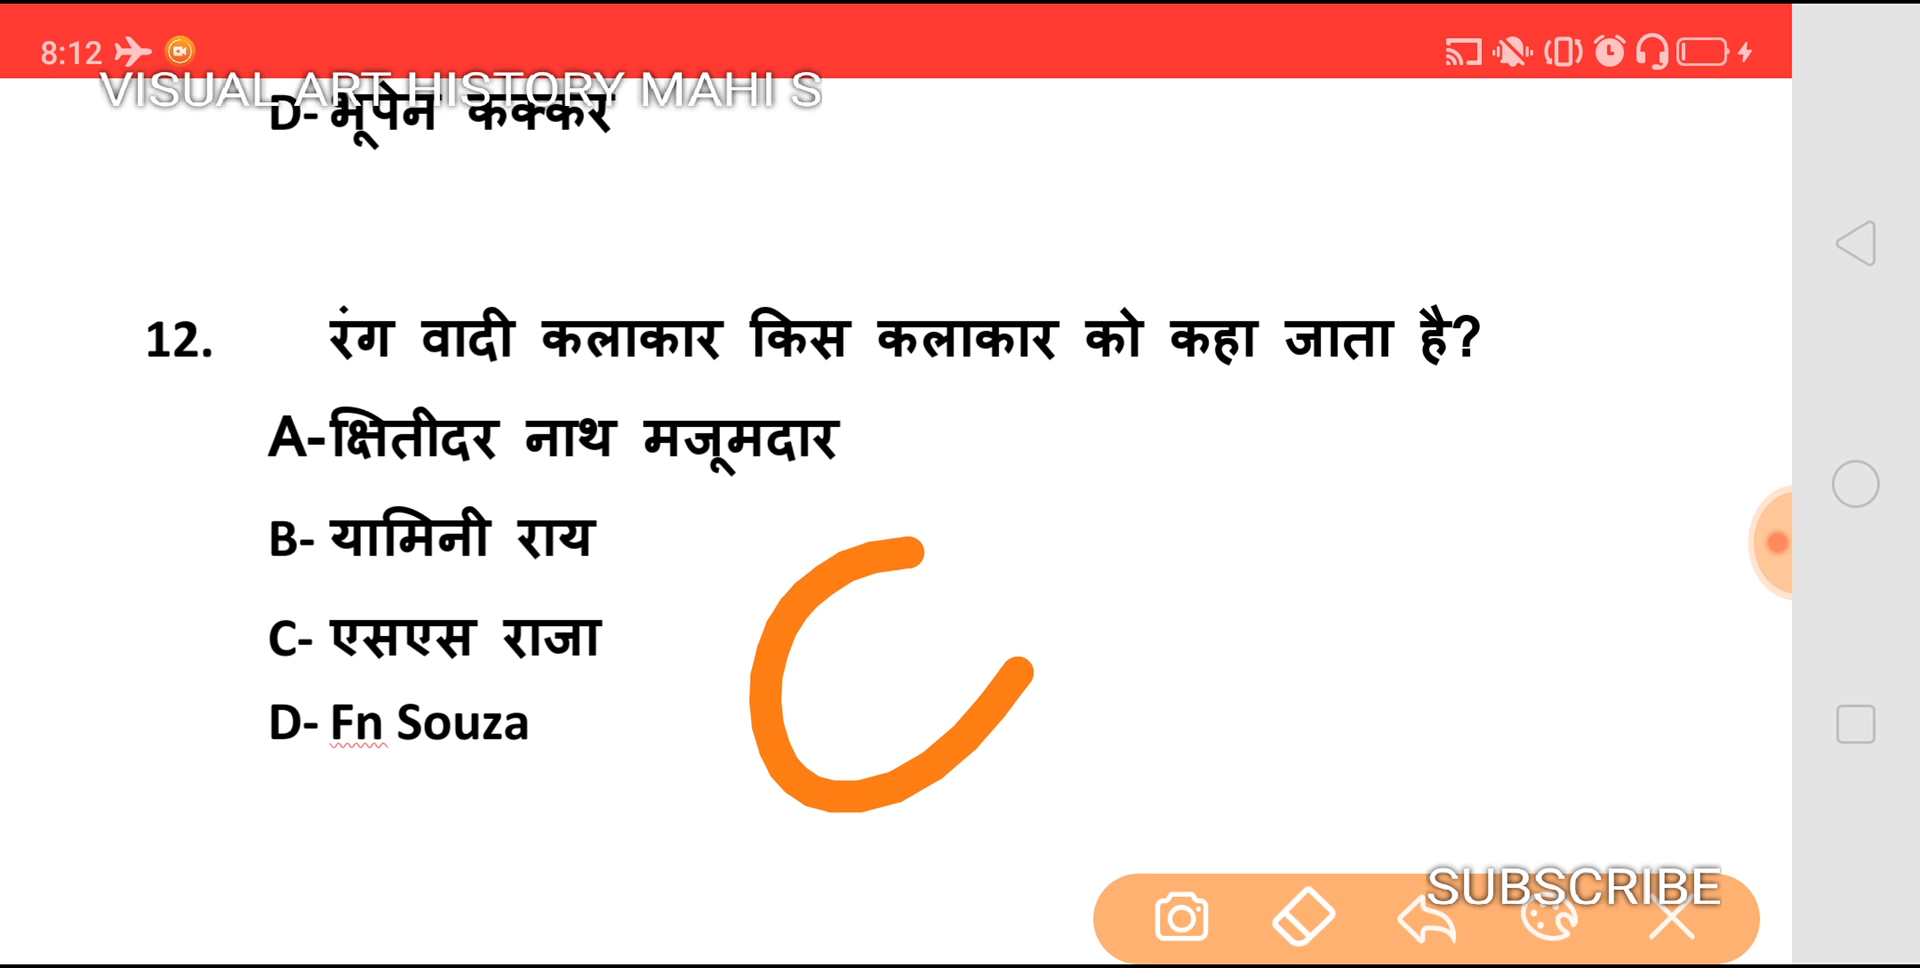 8:12
VISUAL ART HISTORY MAHI S
D- भूपेन कक्कर
12. रंग वादी कलाकार किस कलाकार को कहा जाता है?
A-क्षितीदर नाथ मजूमदार
B- यामिनी राय
C- एसएस राजा
D- Fn Souza
C
SUBSCRIBE